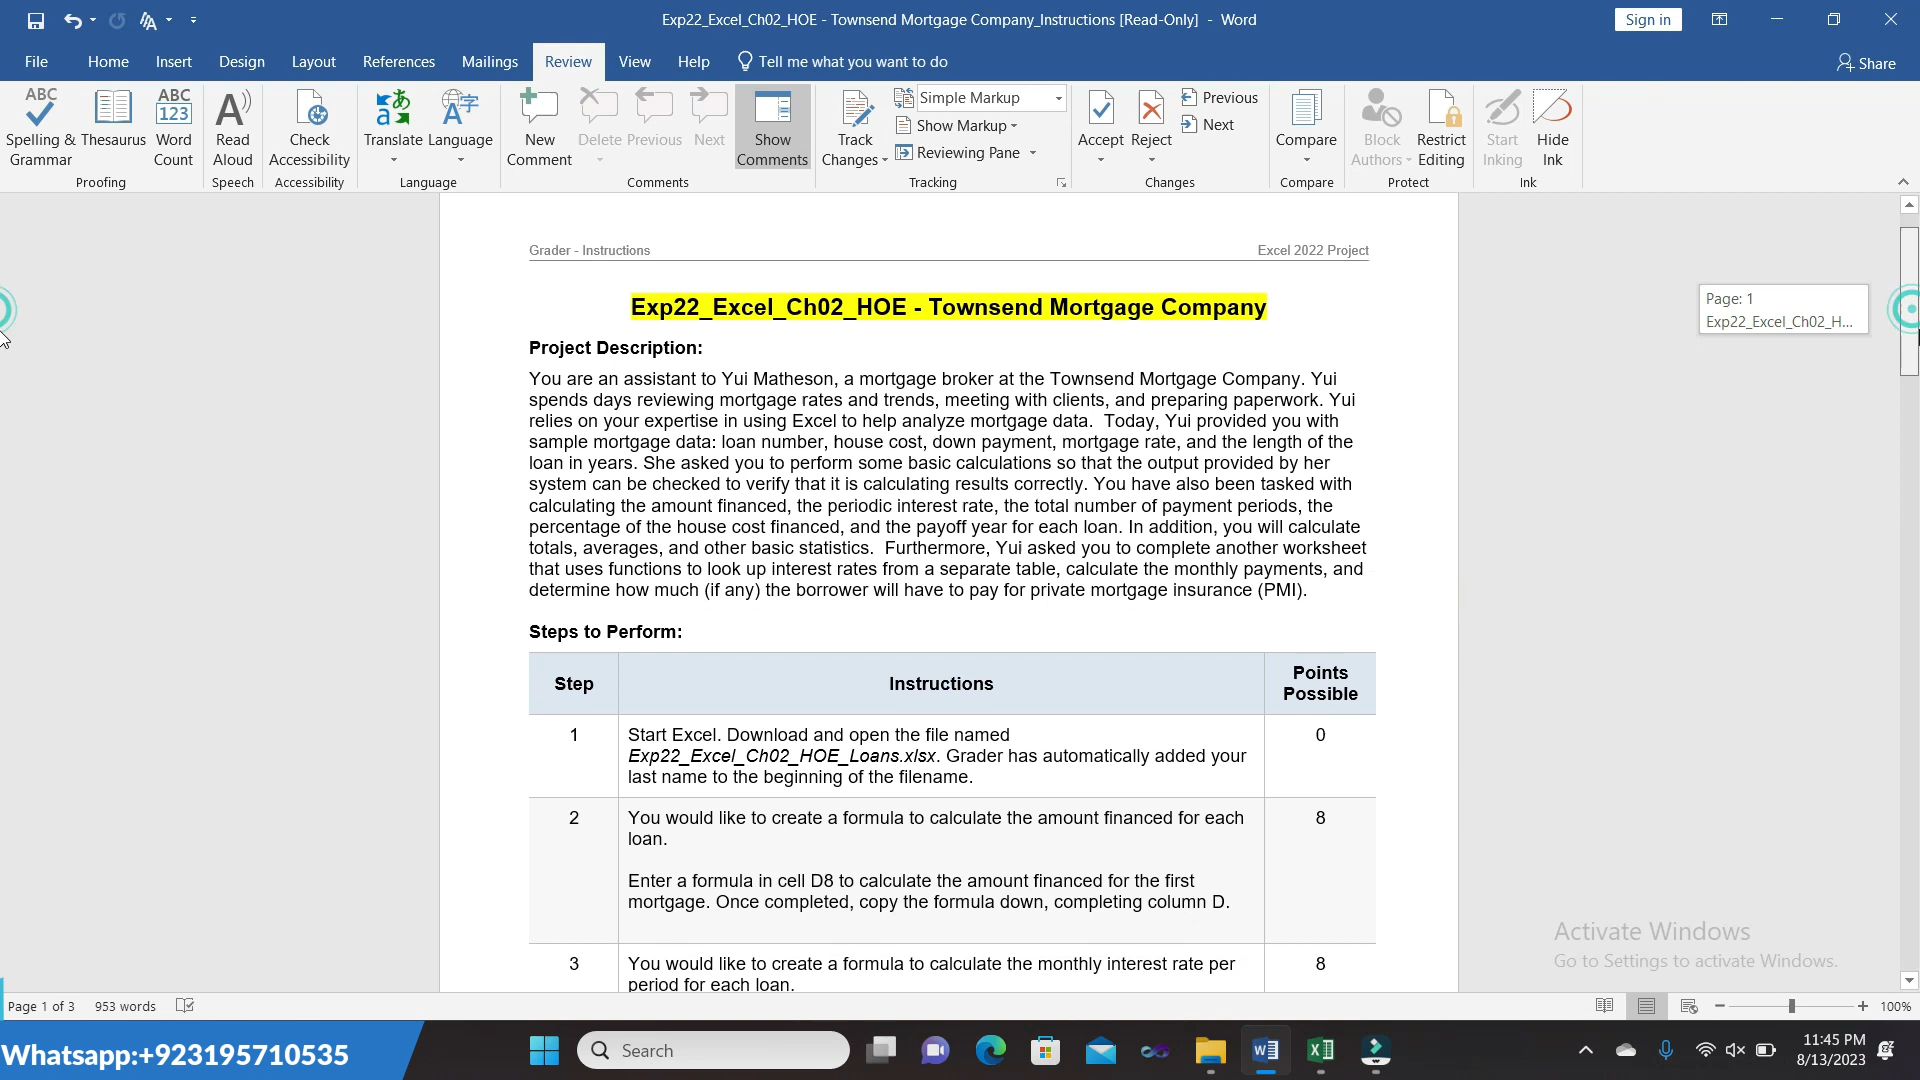 Exp22_Excel_Ch02_HOE - Townsend Mortgage Company_Instructions [Read-Only] - Word
Sign in
File Home Insert Design Layout References Mailings Review View Help Tell me what you want to do
Share
Spelling & Grammar
Thesaurus
Word Count
Proofing
Read Aloud
Speech
Check Accessibility
Accessibility
Translate
Language
Language
New Comment
Delete
Previous
Next
Show Comments
Comments
Track Changes
Simple Markup
Show Markup
Reviewing Pane
Tracking
Accept
Reject
Previous
Next
Changes
Compare
Compare
Block Authors
Restrict Editing
Protect
Start Inking
Hide Ink
Ink
Grader - Instructions
Excel 2022 Project
Exp22_Excel_Ch02_HOE - Townsend Mortgage Company
Page: 1
Exp22_Excel_Ch02_H...
Project Description:
You are an assistant to Yui Matheson, a mortgage broker at the Townsend Mortgage Company. Yui
spends days reviewing mortgage rates and trends, meeting with clients, and preparing paperwork. Yui
relies on your expertise in using Excel to help analyze mortgage data. Today, Yui provided you with
sample mortgage data: loan number, house cost, down payment, mortgage rate, and the length of the
loan in years. She asked you to perform some basic calculations so that the output provided by her
system can be checked to verify that it is calculating results correctly. You have also been tasked with
calculating the amount financed, the periodic interest rate, the total number of payment periods, the
percentage of the house cost financed, and the payoff year for each loan. In addition, you will calculate
totals, averages, and other basic statistics. Furthermore, Yui asked you to complete another worksheet
that uses functions to look up interest rates from a separate table, calculate the monthly payments, and
determine how much (if any) the borrower will have to pay for private mortgage insurance (PMI).
Steps to Perform:
Step
Instructions
Points Possible
1
Start Excel. Download and open the file named
Exp22_Excel_Ch02_HOE_Loans.xlsx. Grader has automatically added your
last name to the beginning of the filename.
0
2
You would like to create a formula to calculate the amount financed for each
loan.
Enter a formula in cell D8 to calculate the amount financed for the first
mortgage. Once completed, copy the formula down, completing column D.
8
3
You would like to create a formula to calculate the monthly interest rate per
period for each loan.
8
Activate Windows
Go to Settings to activate Windows.
Page 1 of 3
953 words
100%
Whatsapp:+923195710535
Search
11:45 PM
8/13/2023